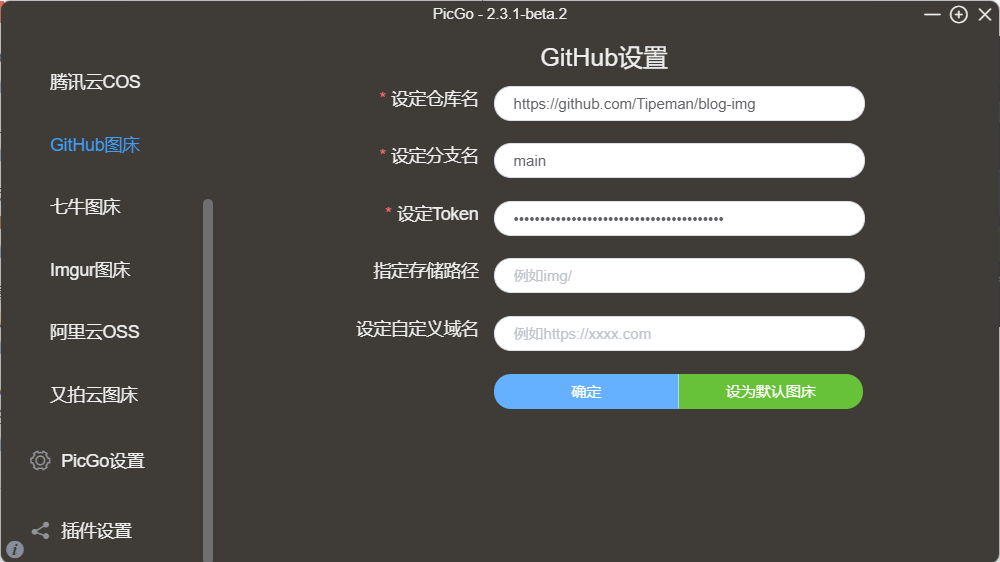 PicGo - 2.3.1-beta.2
腾讯云COS
GitHub图床
七牛图床
Imgur图床
阿里云OSS
又拍云图床
PicGo设置
插件设置
GitHub设置
* 设定仓库名
https://github.com/Tipeman/blog-img
* 设定分支名
main
* 设定Token
指定存储路径
例如img/
设定自定义域名
例如https://xxxx.com
确定
设为默认图床